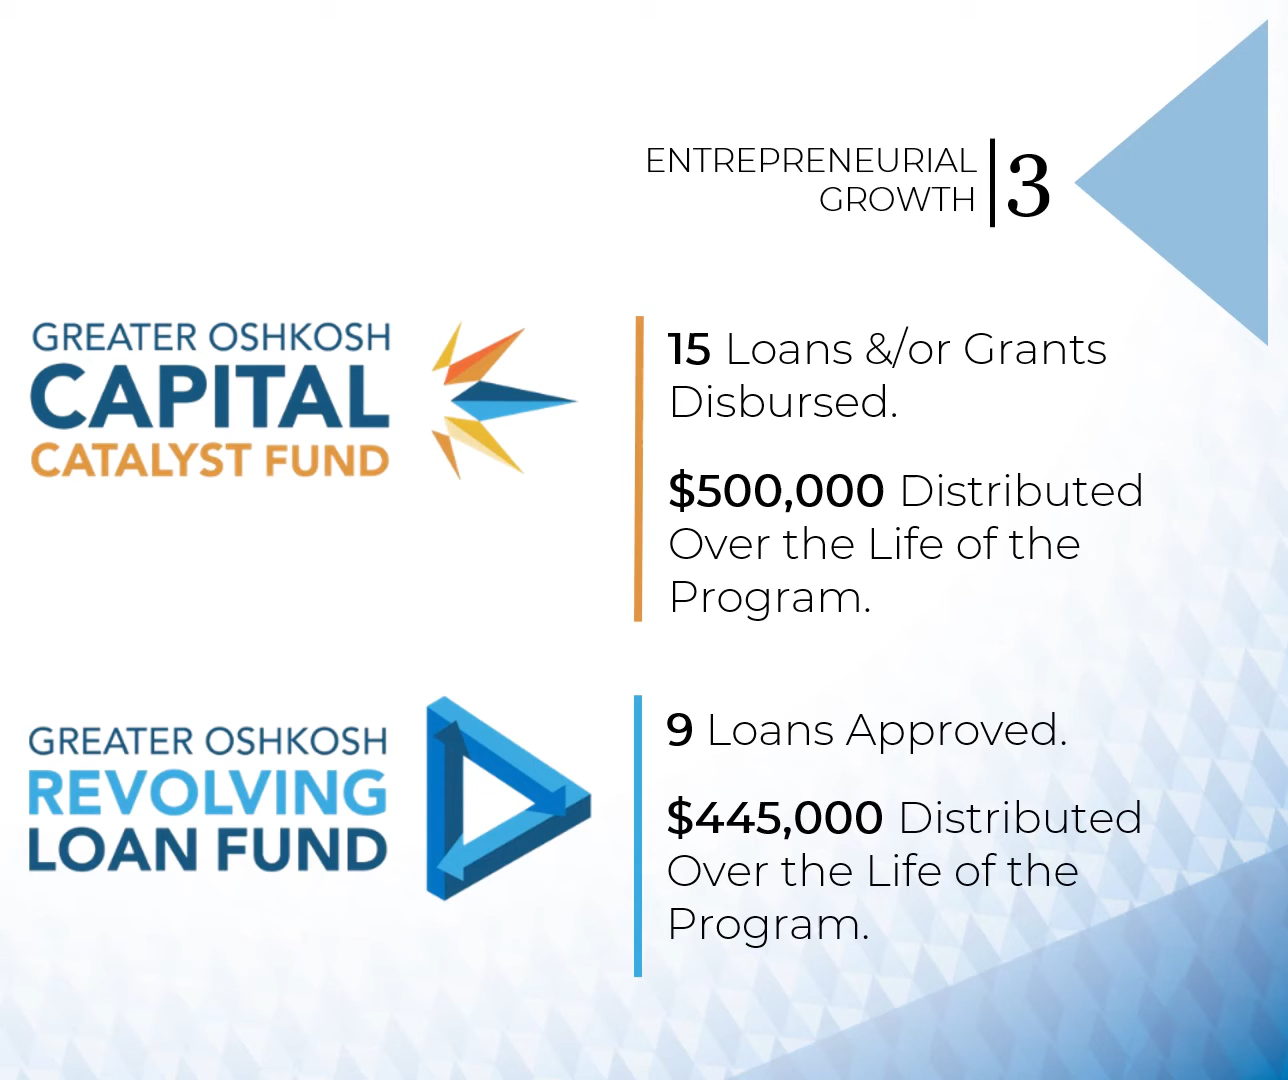 ENTREPRENEURIAL
GROWTH
3
GREATER OSHKOSH
CAPITAL
CATALYST FUND
15 Loans &/or Grants
Disbursed.
$500,000 Distributed
Over the Life of the
Program.
GREATER OSHKOSH
REVOLVING
LOAN FUND
9 Loans Approved.
$445,000 Distributed
Over the Life of the
Program.